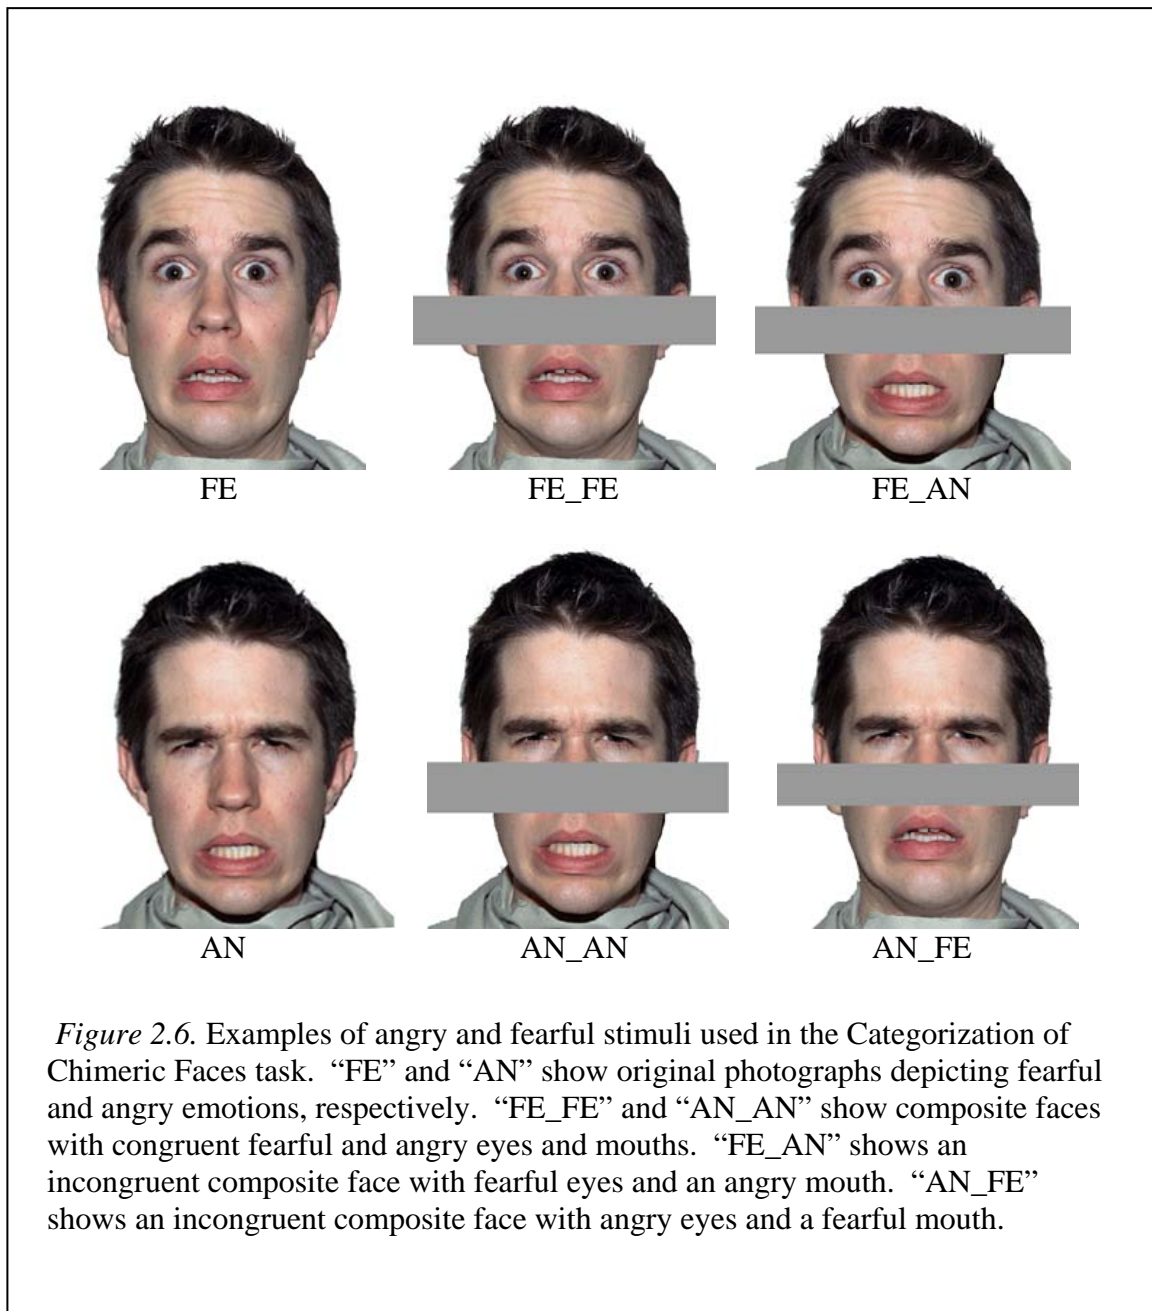 FE FE_FE FE_AN
AN AN_AN AN_FE
Figure 2.6. Examples of angry and fearful stimuli used in the Categorization of
Chimeric Faces task. “FE” and “AN” show original photographs depicting fearful
and angry emotions, respectively. “FE_FE” and “AN_AN” show composite faces
with congruent fearful and angry eyes and mouths. “FE_AN” shows an
incongruent composite face with fearful eyes and an angry mouth. “AN_FE”
shows an incongruent composite face with angry eyes and a fearful mouth.